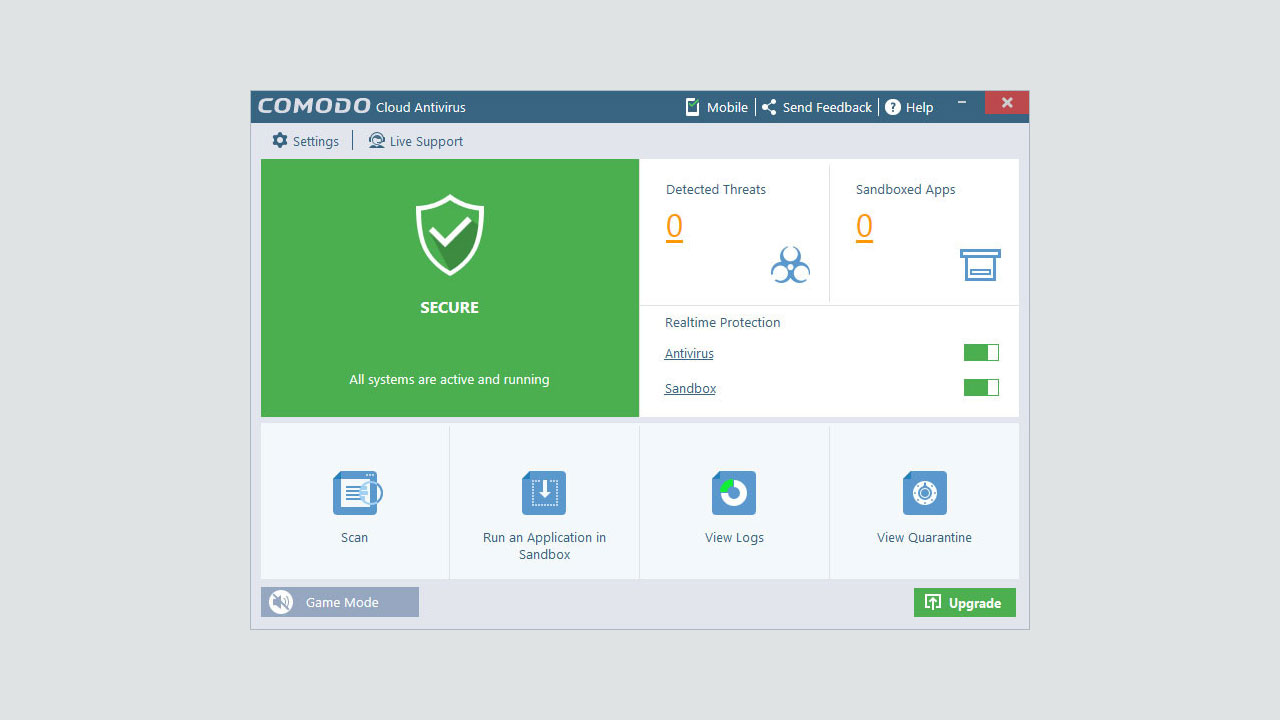 COMODO Cloud Antivirus
Mobile
Send Feedback
? Help
Settings
Live Support
SECURE
All systems are active and running
Detected Threats
0
Sandboxed Apps
0
Realtime Protection
Antivirus
Sandbox
Scan
Run an Application in
Sandbox
View Logs
View Quarantine
Game Mode
Upgrade